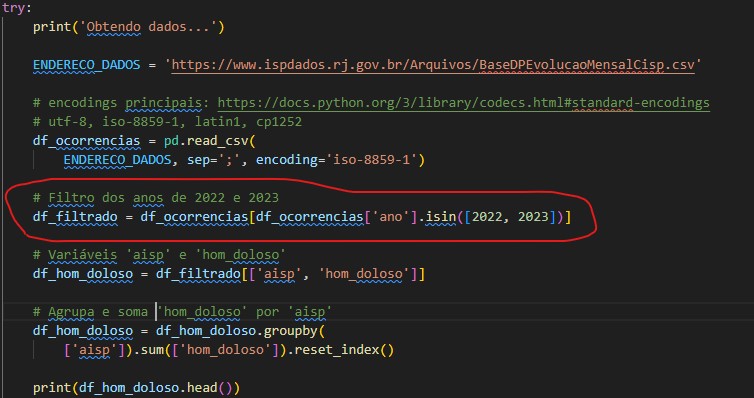 try:
    print('Obtendo dados...')
    ENDERECO_DADOS = 'https://www.ispdados.rj.gov.br/Arquivos/BaseDPEvolucaoMensalCisp.csv'
    # encodings principais: https://docs.python.org/3/library/codecs.html#standard-encodings
    # utf-8, iso-8859-1, latin1, cp1252
    df_ocorrencias = pd.read_csv(
        ENDERECO_DADOS, sep=';', encoding='iso-8859-1')
    # Filtro dos anos de 2022 e 2023
    df_filtrado = df_ocorrencias[df_ocorrencias['ano'].isin([2022, 2023])]
    # Variáveis 'aisp' e 'hom_doloso'
    df_hom_doloso = df_filtrado[['aisp', 'hom_doloso']]
    # Agrupa e soma 'hom_doloso' por 'aisp'
    df_hom_doloso = df_hom_doloso.groupby(
        ['aisp']).sum(['hom_doloso']).reset_index()
    print(df_hom_doloso.head())